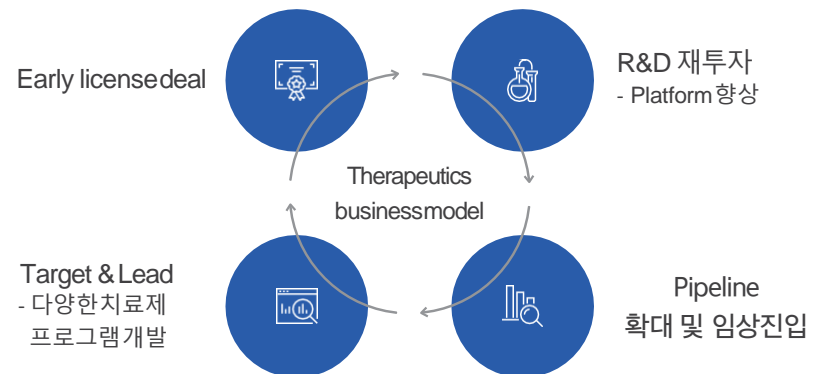 Early license deal
R&D 재투자
- Platform 향상
Therapeutics
business model
Target & Lead
- 다양한 치료제
프로그램 개발
Pipeline
확대 및 임상진입